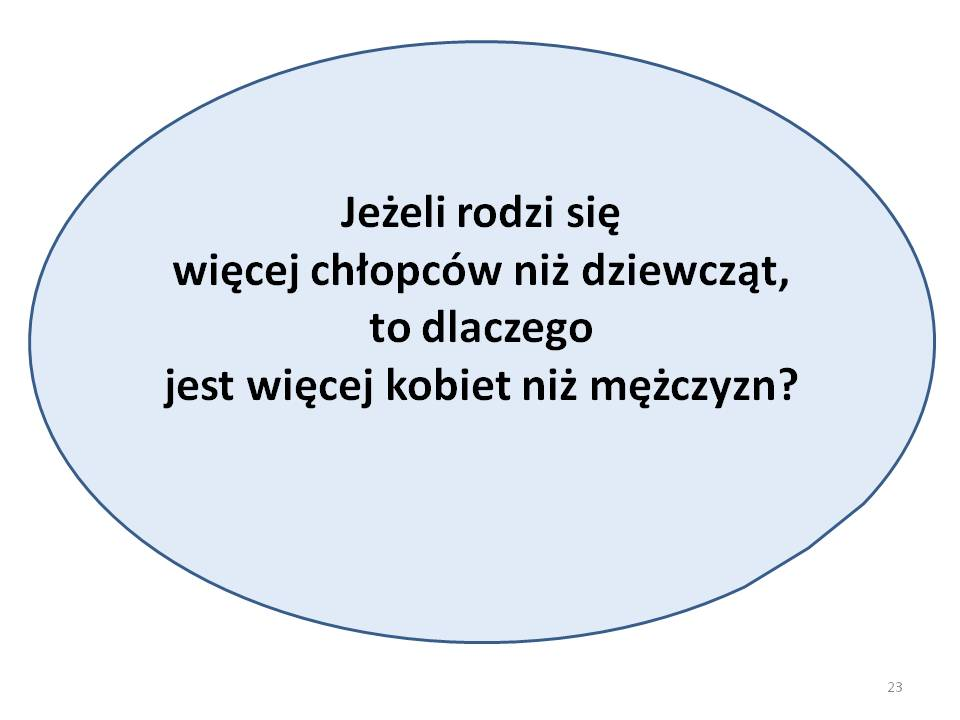 Jeżeli rodzi się
więcej chłopców niż dziewcząt,
to dlaczego
jest więcej kobiet niż mężczyzn?
23